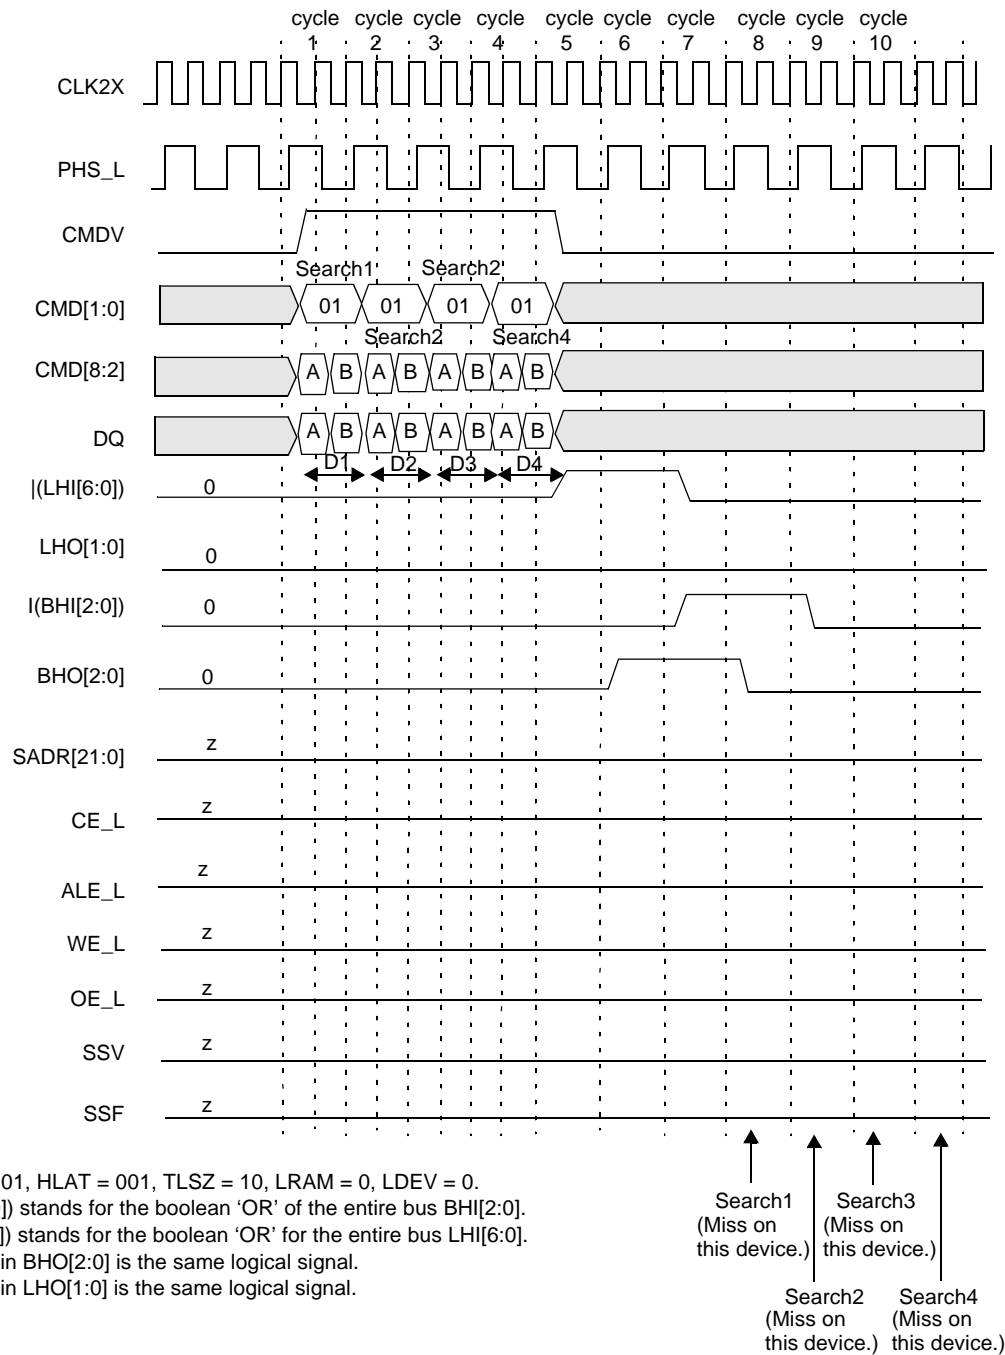 cycle cycle cycle cycle cycle cycle cycle cycle cycle cycle
1 2 3 4 5 6 7 8 9 10
CLK2X
PHS_L
CMDV
Search1 Search2
CMD[1:0] 01 01 01 01
Search2 Search4
CMD[8:2] A B A B A B A B
DQ A B A B A B A B
D1 D2 D3 D4
|(LHI[6:0]) 0
LHO[1:0] 0
I(BHI[2:0]) 0
BHO[2:0] 0
SADR[21:0] z
CE_L z
ALE_L z
WE_L z
OE_L z
SSV z
SSF z
01, HLAT = 001, TLSZ = 10, LRAM = 0, LDEV = 0.
]) stands for the boolean 'OR' of the entire bus BHI[2:0].
]) stands for the boolean 'OR' for the entire bus LHI[6:0].
in BHO[2:0] is the same logical signal.
in LHO[1:0] is the same logical signal.
Search1
(Miss on
this device.)
Search3
(Miss on
this device.)
Search2
(Miss on
this device.)
Search4
(Miss on
this device.)